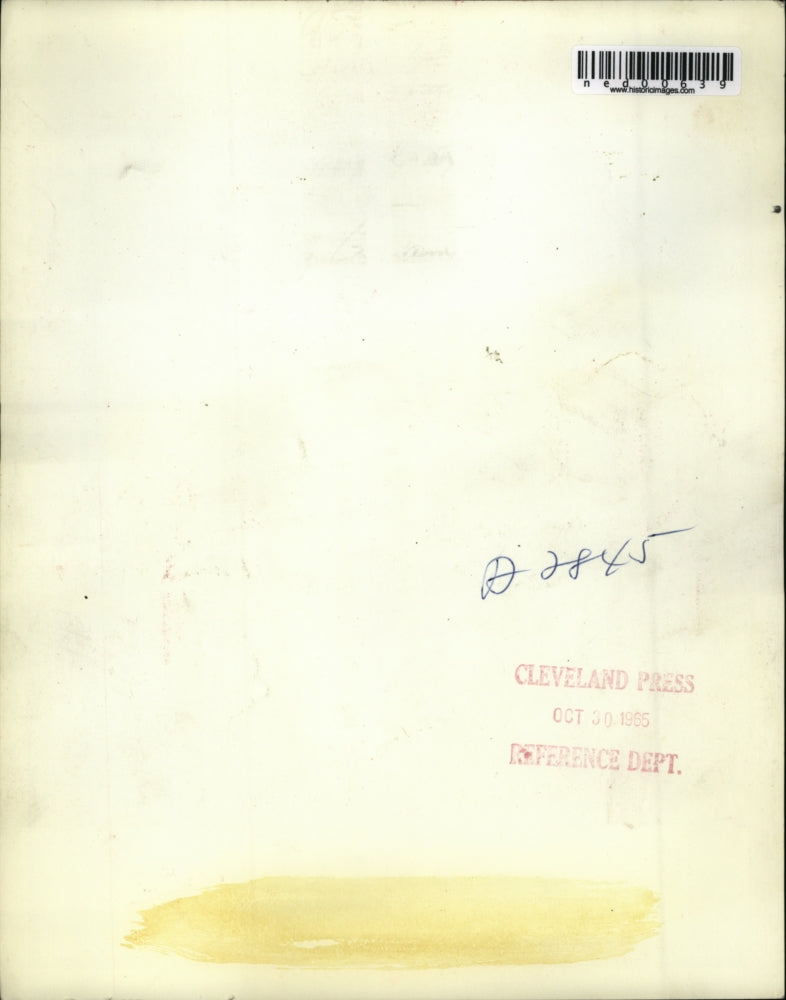 ned00639
www.historicimages.com
A 2845
CLEVELAND PRESS
OCT 30 1965
REFERENCE DEPT.